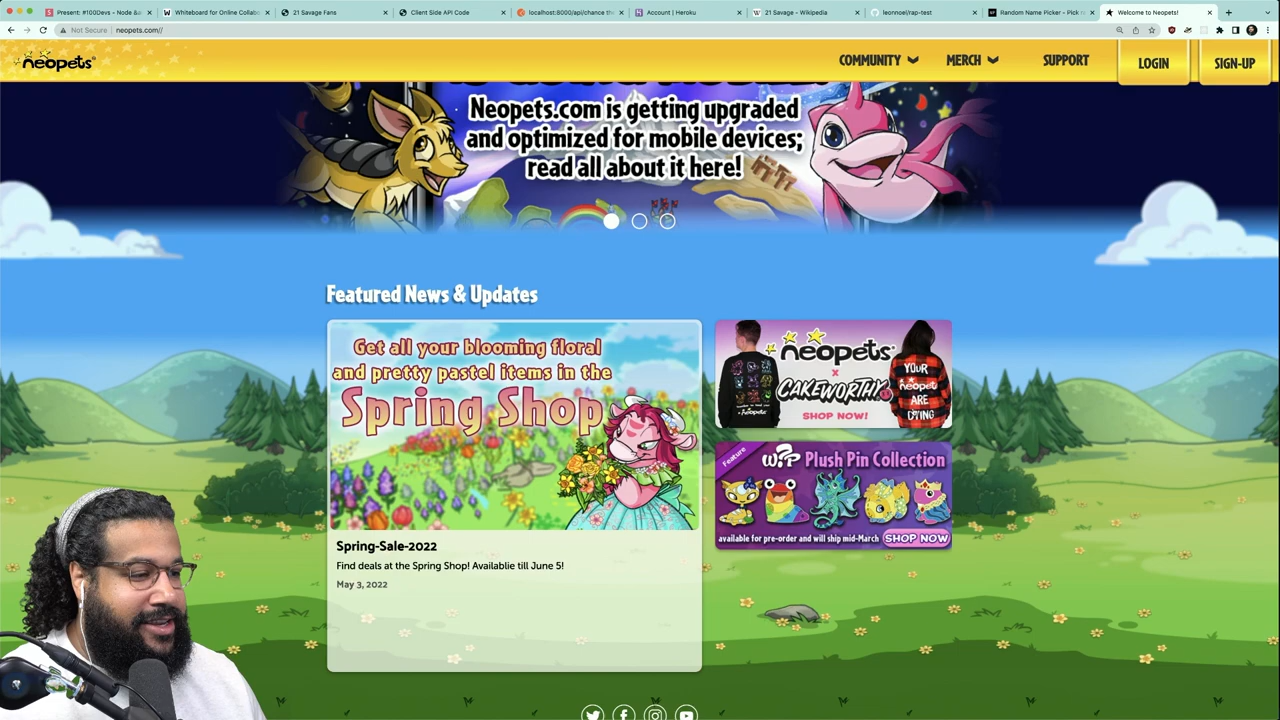 Present: #100Devs - Node &a
Whiteboard for Online Collabo
21 Savage Fans
Client Side API Code
localhost:8000/api/chance the
Account | Heroku
21 Savage - Wikipedia
leonnoel/rap-test
Random Name Picker - Pick
Welcome to Neopets!
Not Secure | neopets.com//
neopets
COMMUNITY
MERCH
SUPPORT
LOGIN
SIGN-UP
Neopets.com is getting upgraded
and optimized for mobile devices;
read all about it here!
Featured News & Updates
Get all your blooming floral
and pretty pastel items in the
Spring Shop
Spring-Sale-2022
Find deals at the Spring Shop! Availablie till June 5!
May 3, 2022
neopets
x
CAKEWORTHY
SHOP NOW!
neopets
YOUR
neopets
ARE
DYING
Feature
Plush Pin Collection
available for pre-order and will ship mid-March
SHOP NOW